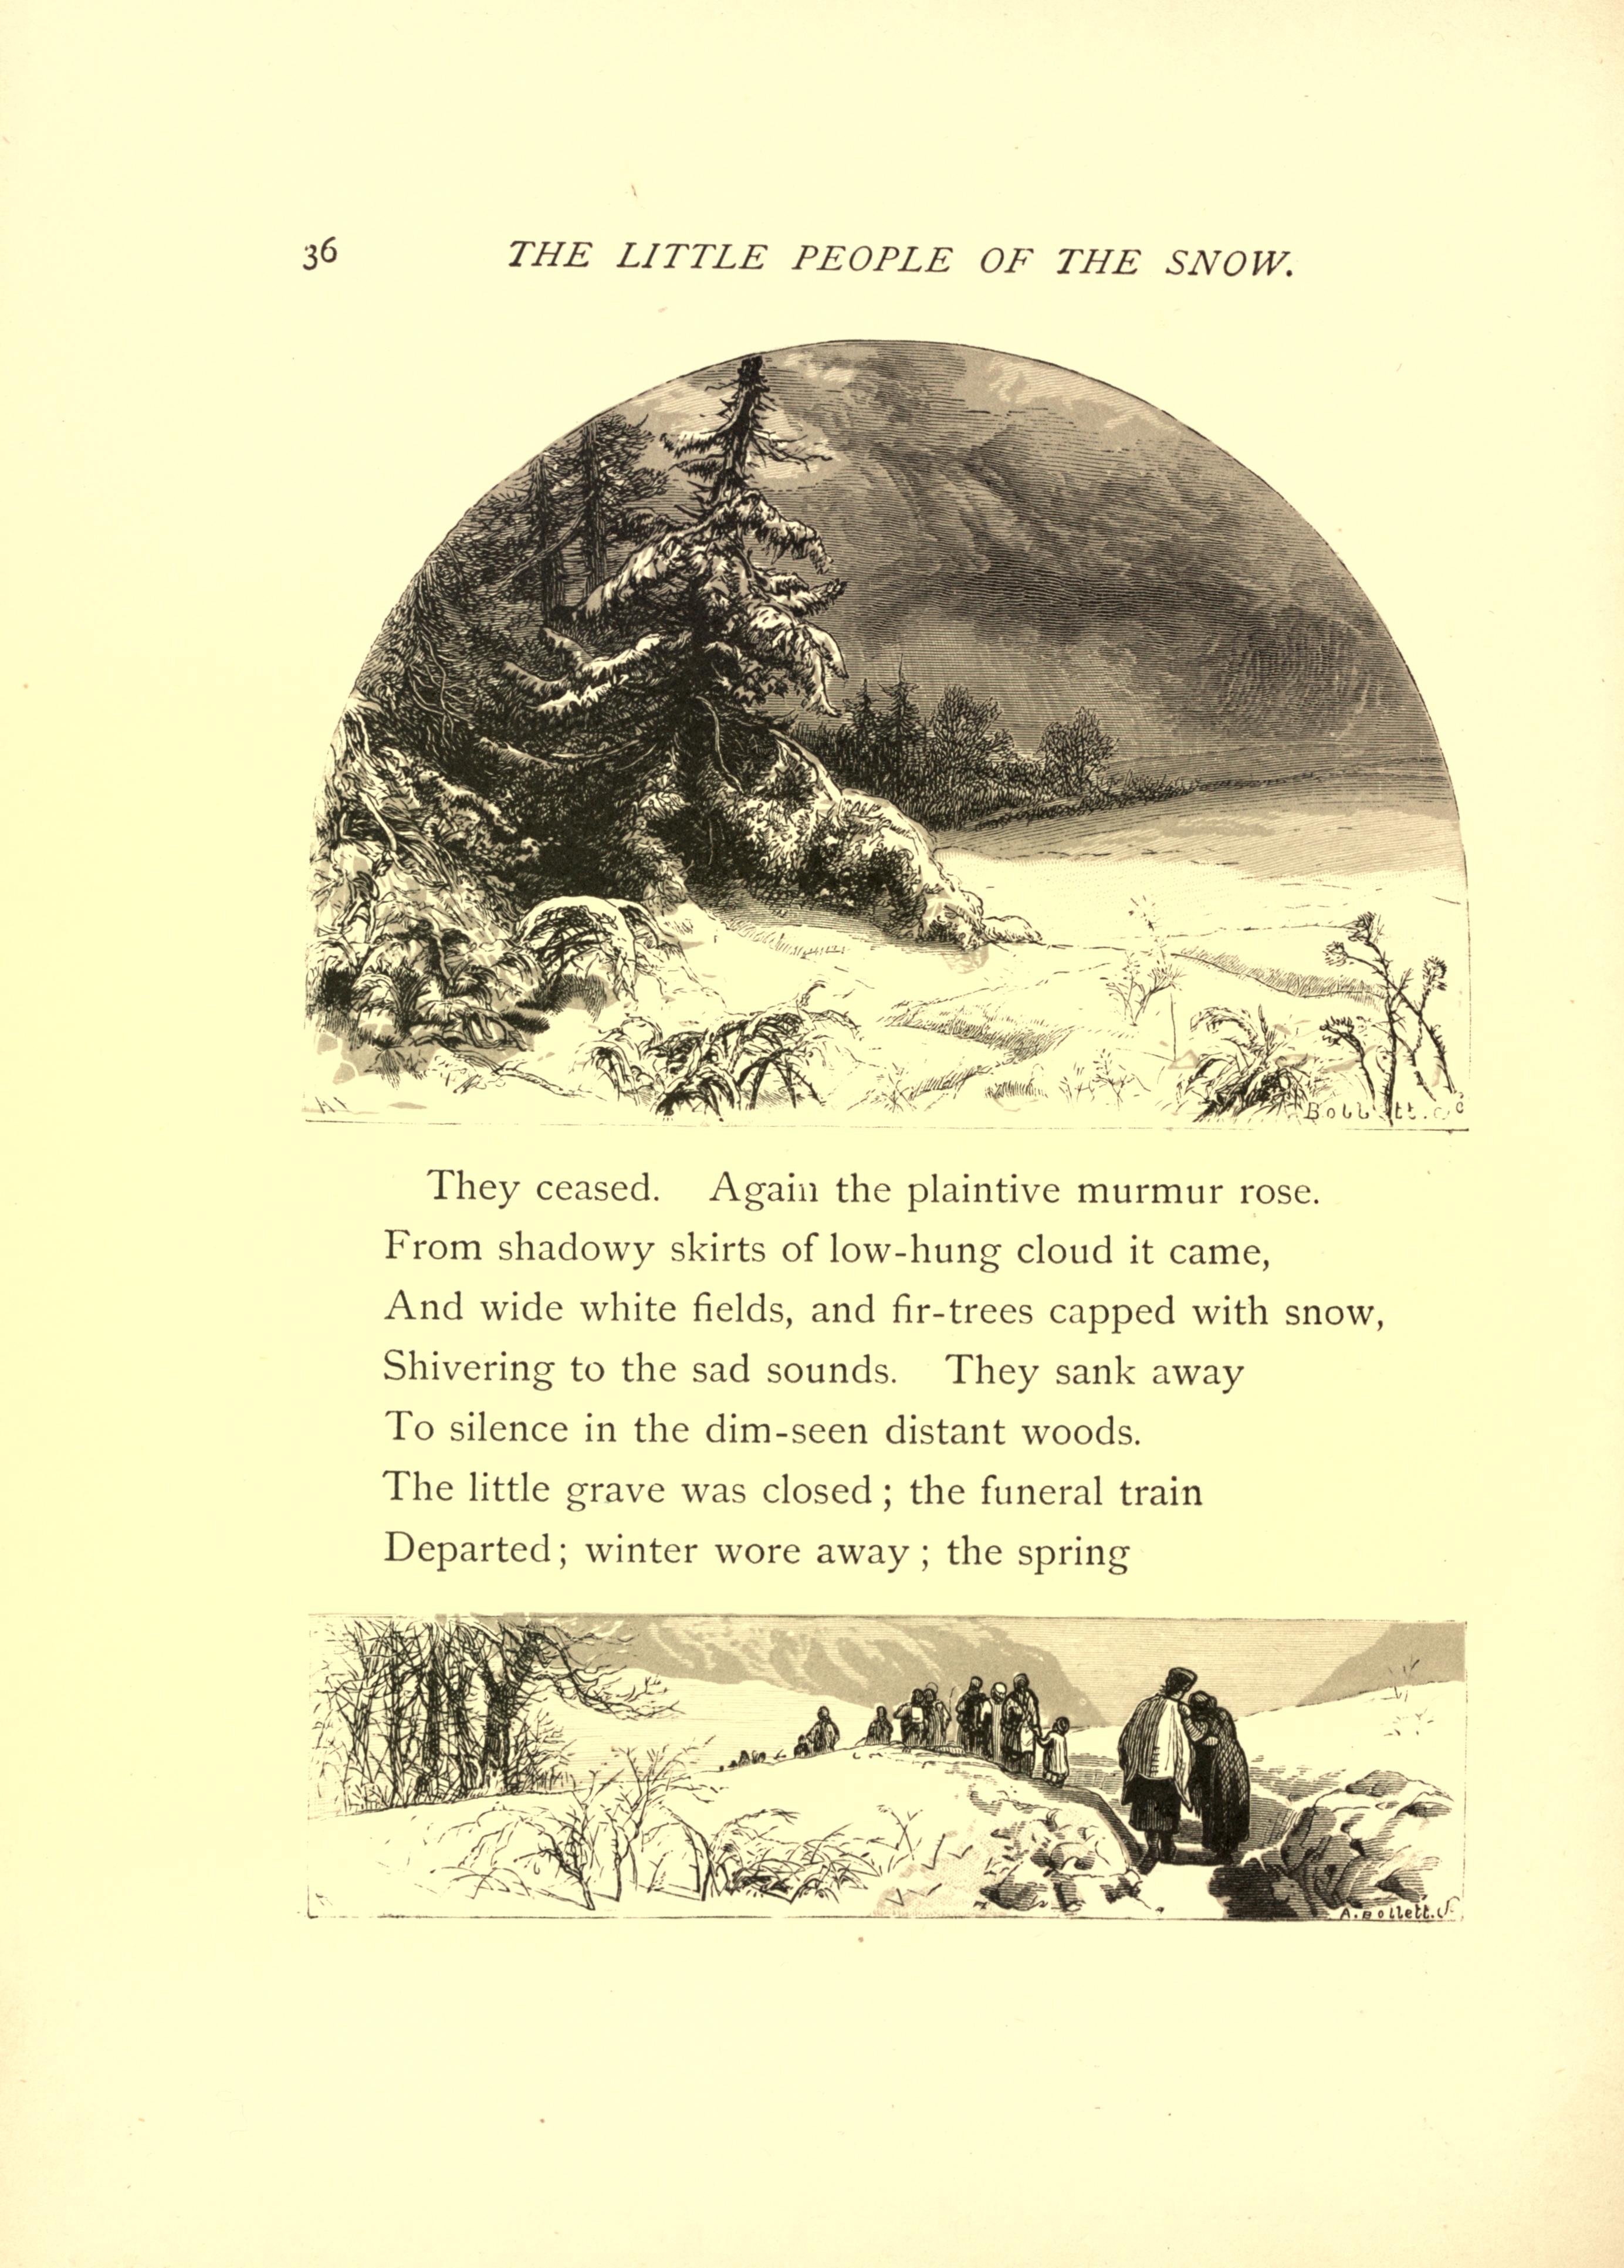 36 THE LITTLE PEOPLE OF THE SNOW.
Bollett. Sc
They ceased. Again the plaintive murmur rose.
From shadowy skirts of low-hung cloud it came,
And wide white fields, and fir-trees capped with snow,
Shivering to the sad sounds. They sank away
To silence in the dim-seen distant woods.
The little grave was closed; the funeral train
Departed; winter wore away; the spring
A. Bollett. S.